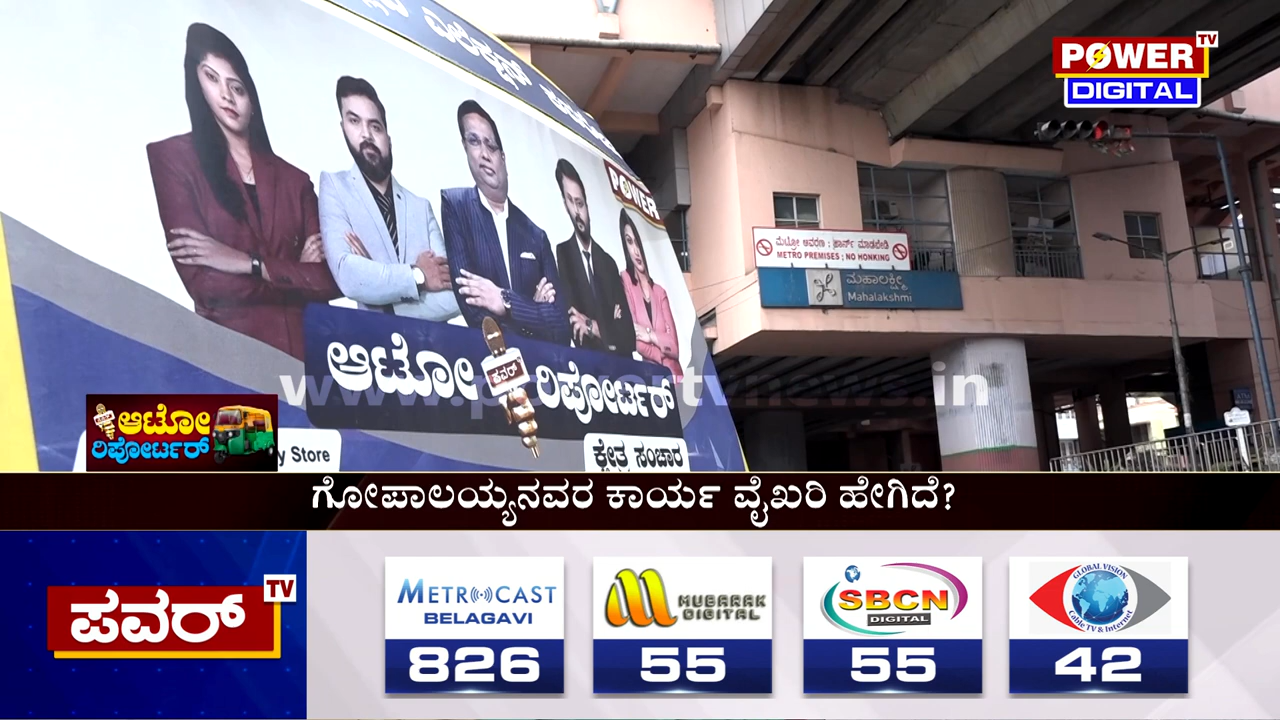 POWER TV
DIGITAL
POWER
ಮೆಟ್ರೋ ಆವರಣ : ಹಾರ್ನ್ ಮಾಡಬೇಡಿ
METRO PREMISES ; NO HONKING
ಮಹಾಲಕ್ಷ್ಮೀ
Mahalakshmi
ಆಟೋ ಪವರ್ ರಿಪೋರ್ಟರ್
www.powertvnews.in
ಆಟೋ
ರಿಪೋರ್ಟರ್
y Store
ಕ್ಷೇತ್ರ ಸಂಚಾರ
ಗೋಪಾಲಯ್ಯನವರ ಕಾರ್ಯ ವೈಖರಿ ಹೇಗಿದೆ?
ಪವರ್ TV
METROCAST
BELAGAVI
826
MUBARAK
DIGITAL
55
SBCN
DIGITAL
55
GLOBAL VISION
Cable TV & Internet
42